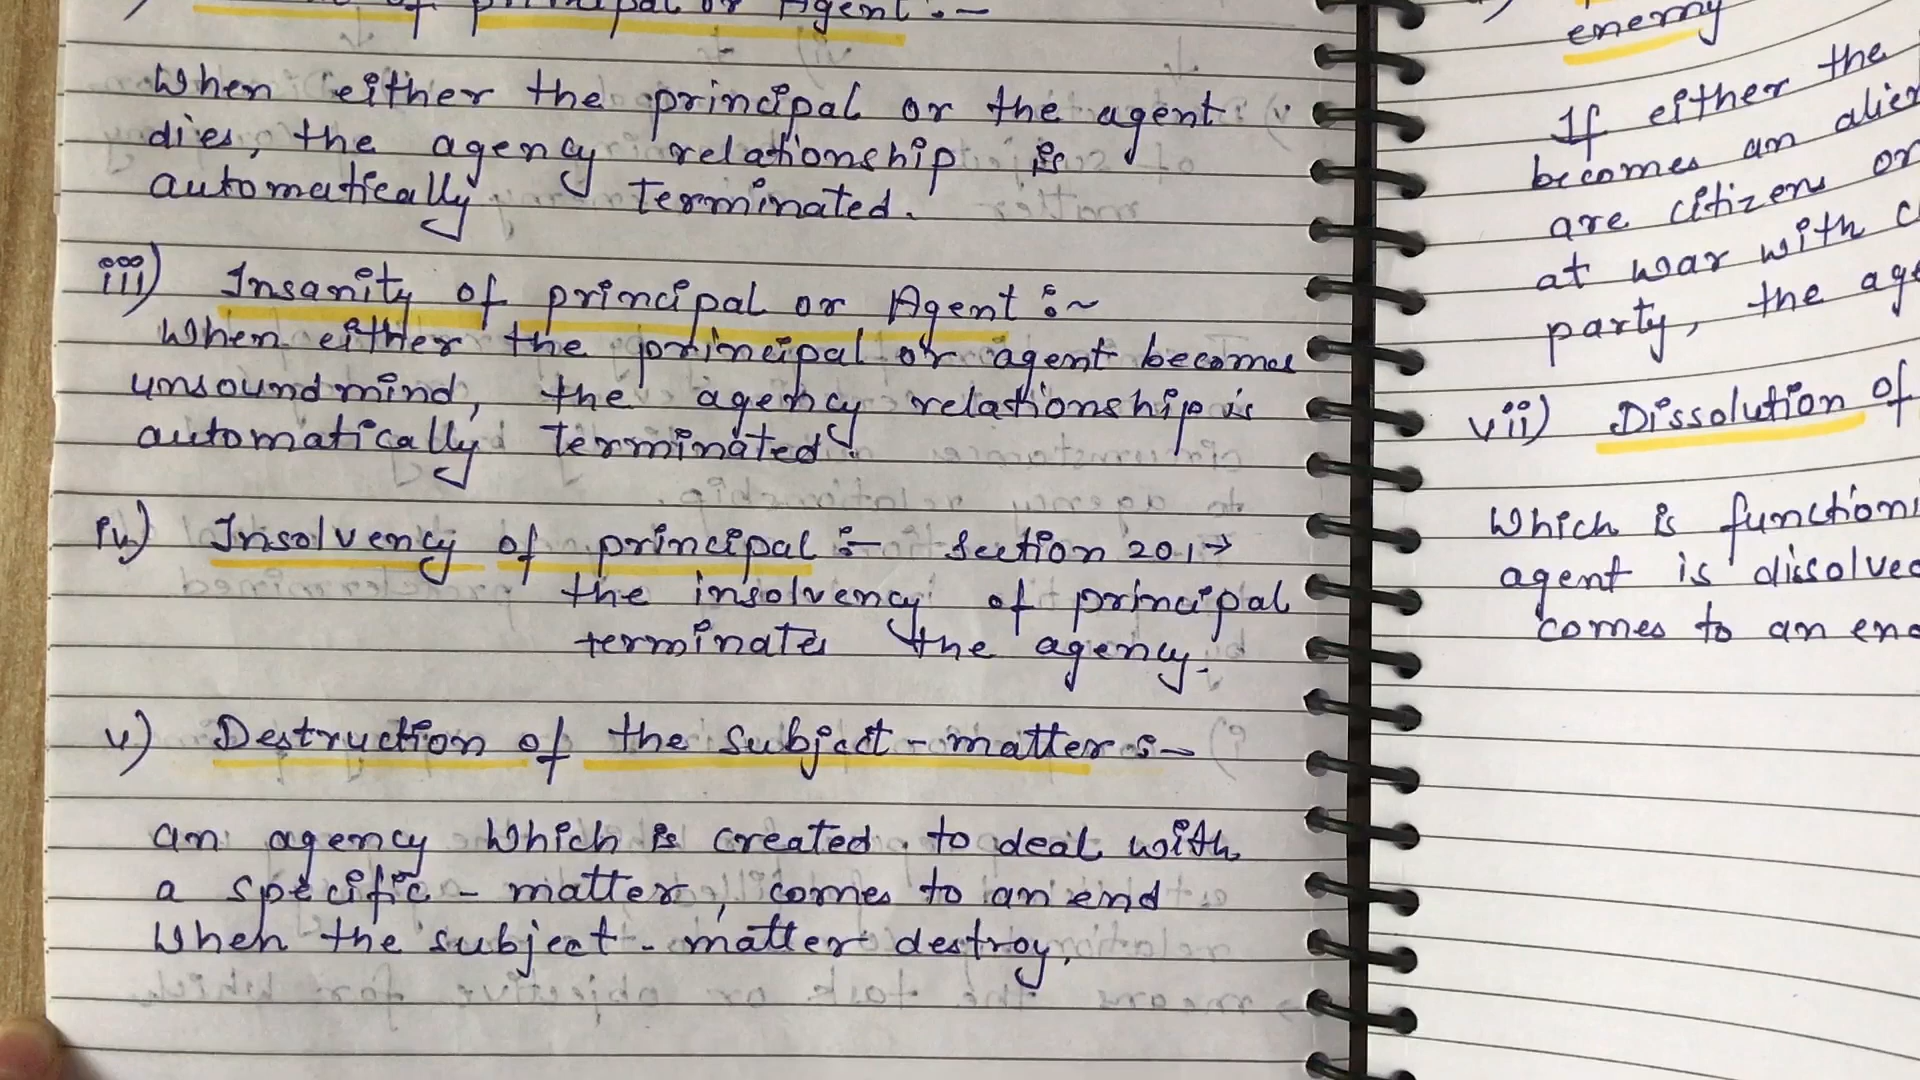 of principal or Agent :-
When either the principal or the agent
dies, the agency relationship is
automatically terminated.
iii) Insanity of principal or Agent :~
When either the principal or agent becomes
unsound mind, the agency relationship is
automatically terminated.
iv) Insolvency of principal :- Section 201→
the insolvency of principal
terminates the agency.
v) Destruction of the subject-matter :→
an agency which is created to deal with
a specific - matter, comes to an end
When the subject-matter destroy.
enemy
If either the
becomes an alien
are citizens or
at war with
party, the
vii) Dissolution of
Which is
agent is
comes to an